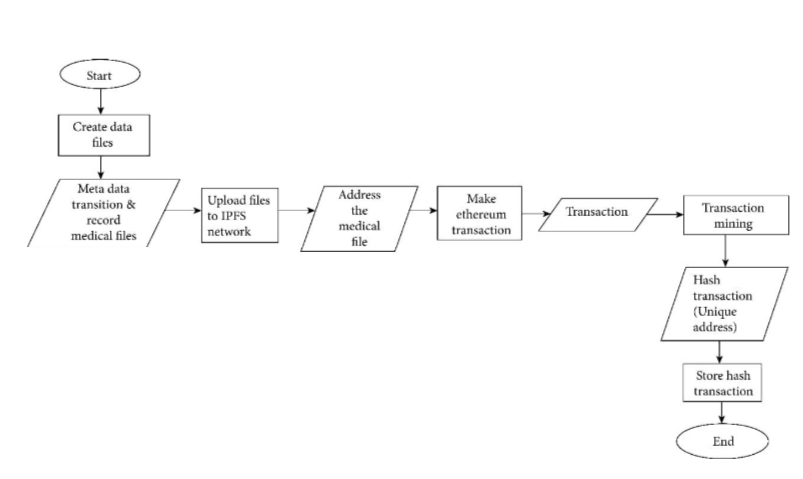 Start
Create data
files
Meta data
transition &
record
medical files
Upload files
to IPFS
network
Address
the
medical
file
Make
ethereum
transaction
Transaction
Transaction
mining
Hash
transaction
(Unique
address)
Store hash
transaction
End